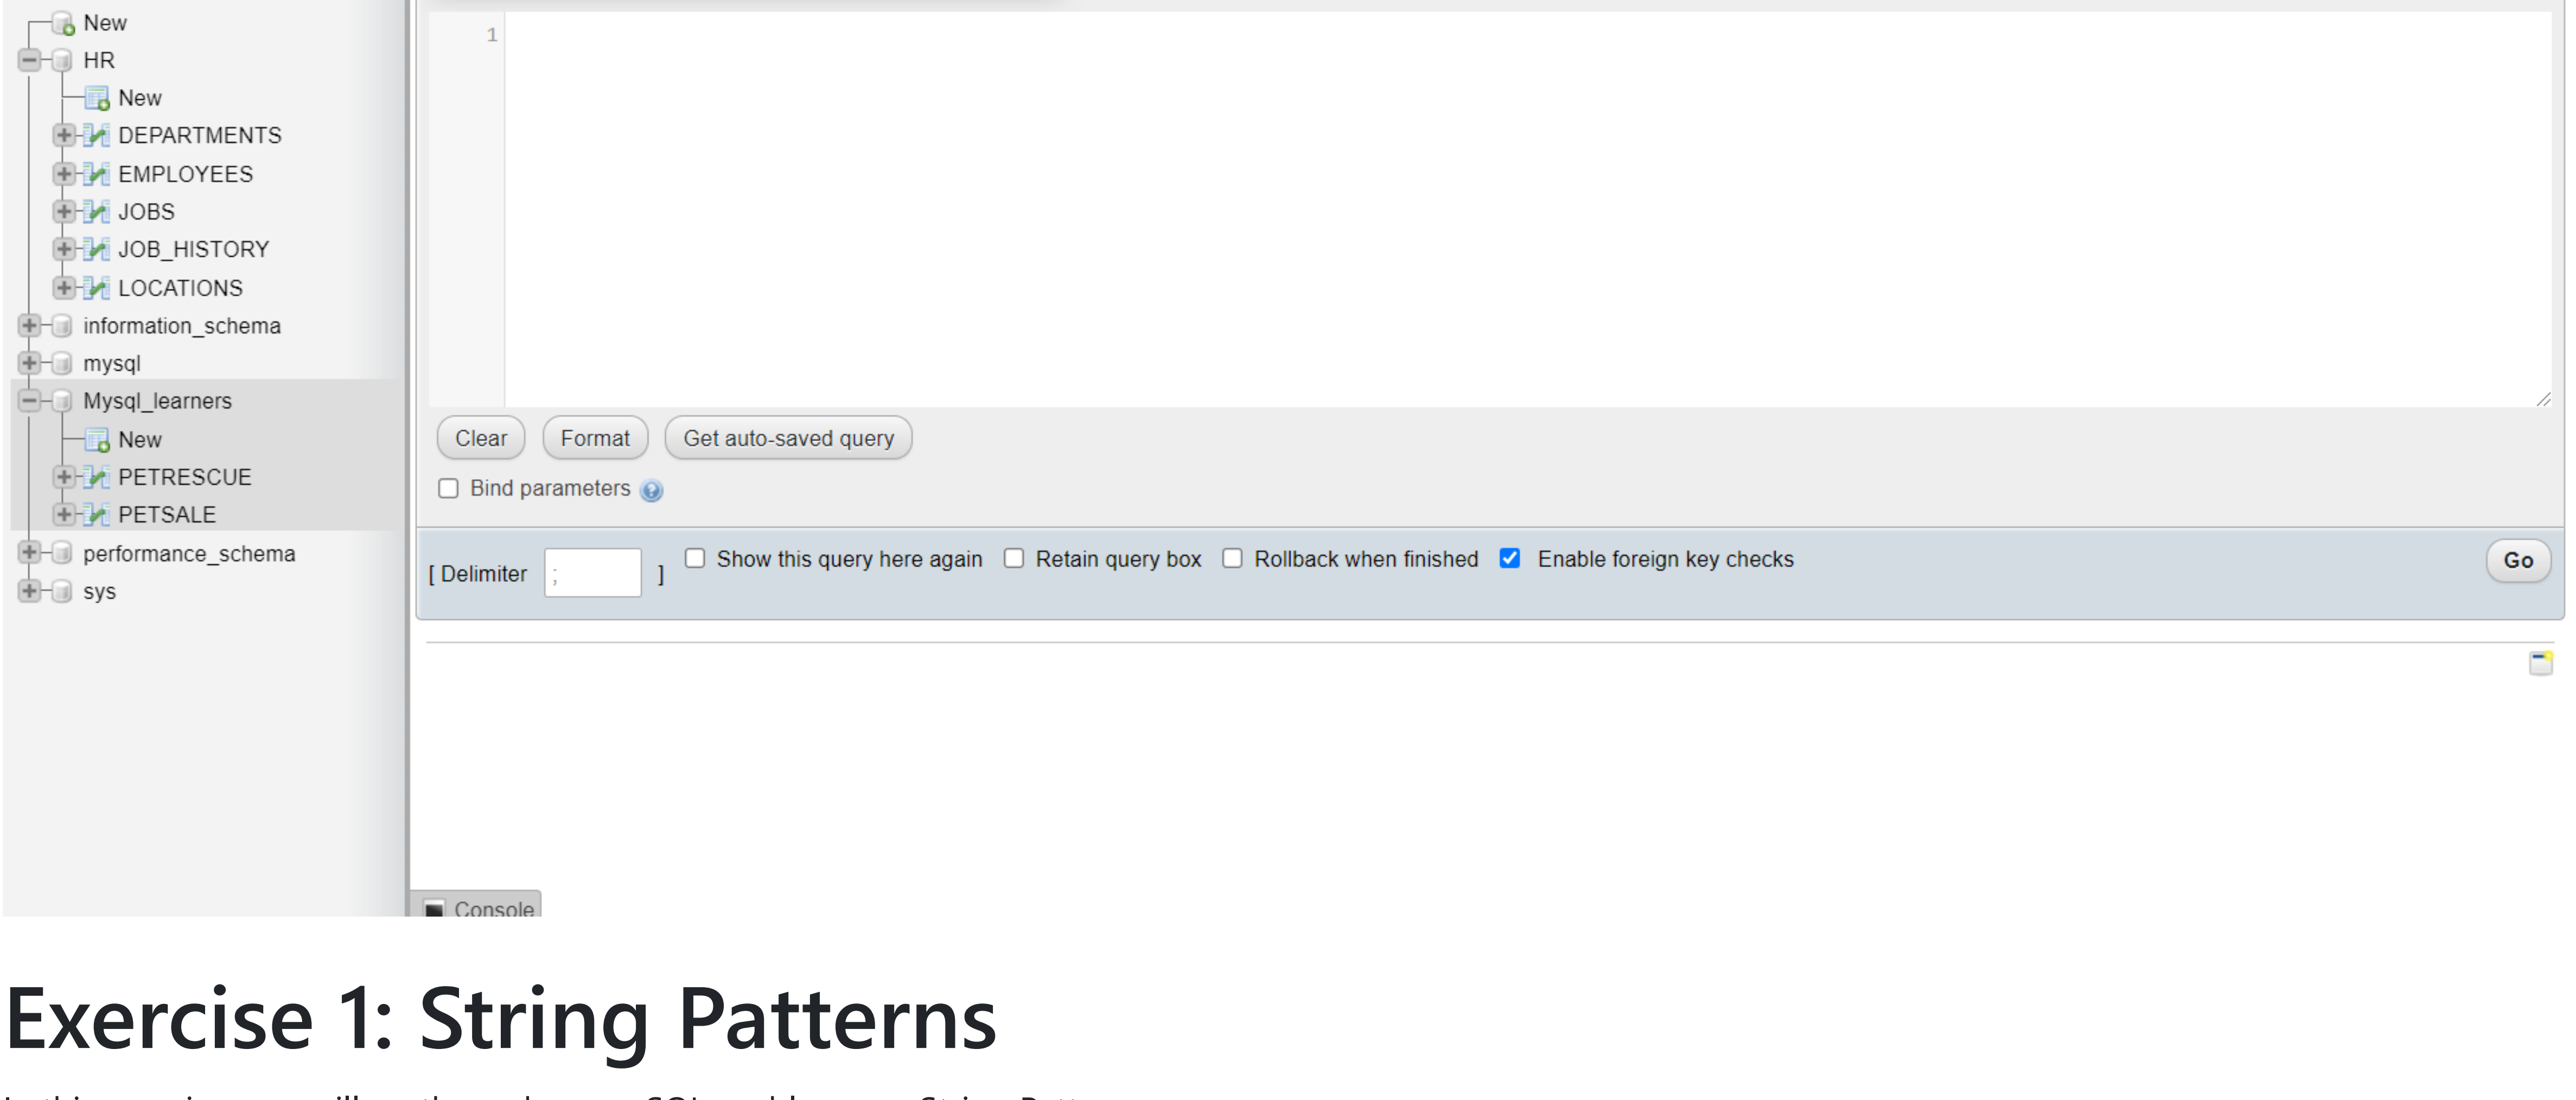 New
HR
New
DEPARTMENTS
EMPLOYEES
JOBS
JOB_HISTORY
LOCATIONS
information_schema
mysql
Mysql_learners
New
PETRESCUE
PETSALE
performance_schema
sys
1
Clear Format Get auto-saved query
Bind parameters
[ Delimiter ; ] Show this query here again Retain query box Rollback when finished Enable foreign key checks Go
Console
Exercise 1: String Patterns